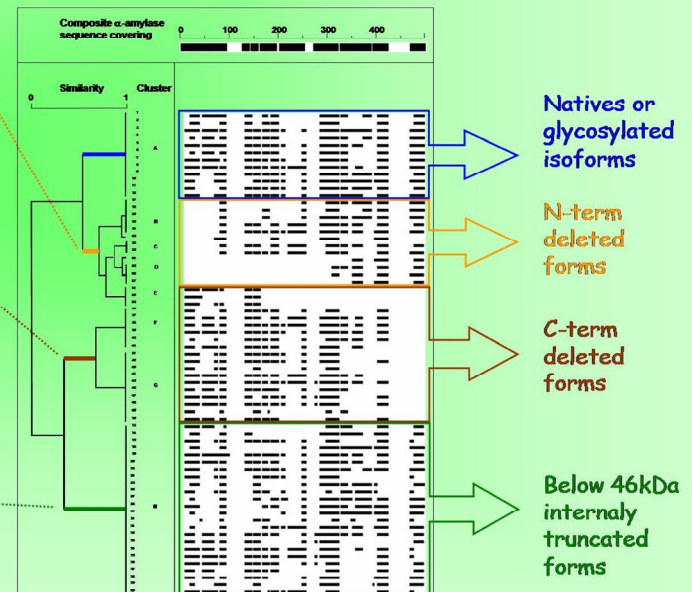 Composite α-amylase
sequence covering
0 100 200 300 400
Similarity Cluster
0 1
A
B
C
D
E
F
G
Natives or
glycosylated
isoforms
N-term
deleted
forms
C-term
deleted
forms
Below 46kDa
internaly
truncated
forms